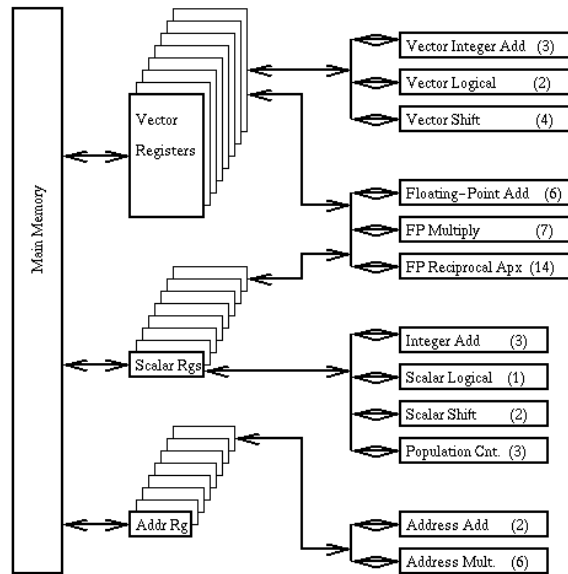 Main Memory
Vector
Registers
Scalar Rgs
Addr Rg
Vector Integer Add (3)
Vector Logical (2)
Vector Shift (4)
Floating-Point Add (6)
FP Multiply (7)
FP Reciprocal Apx (14)
Integer Add (3)
Scalar Logical (1)
Scalar Shift (2)
Population Cnt. (3)
Address Add (2)
Address Mult. (6)